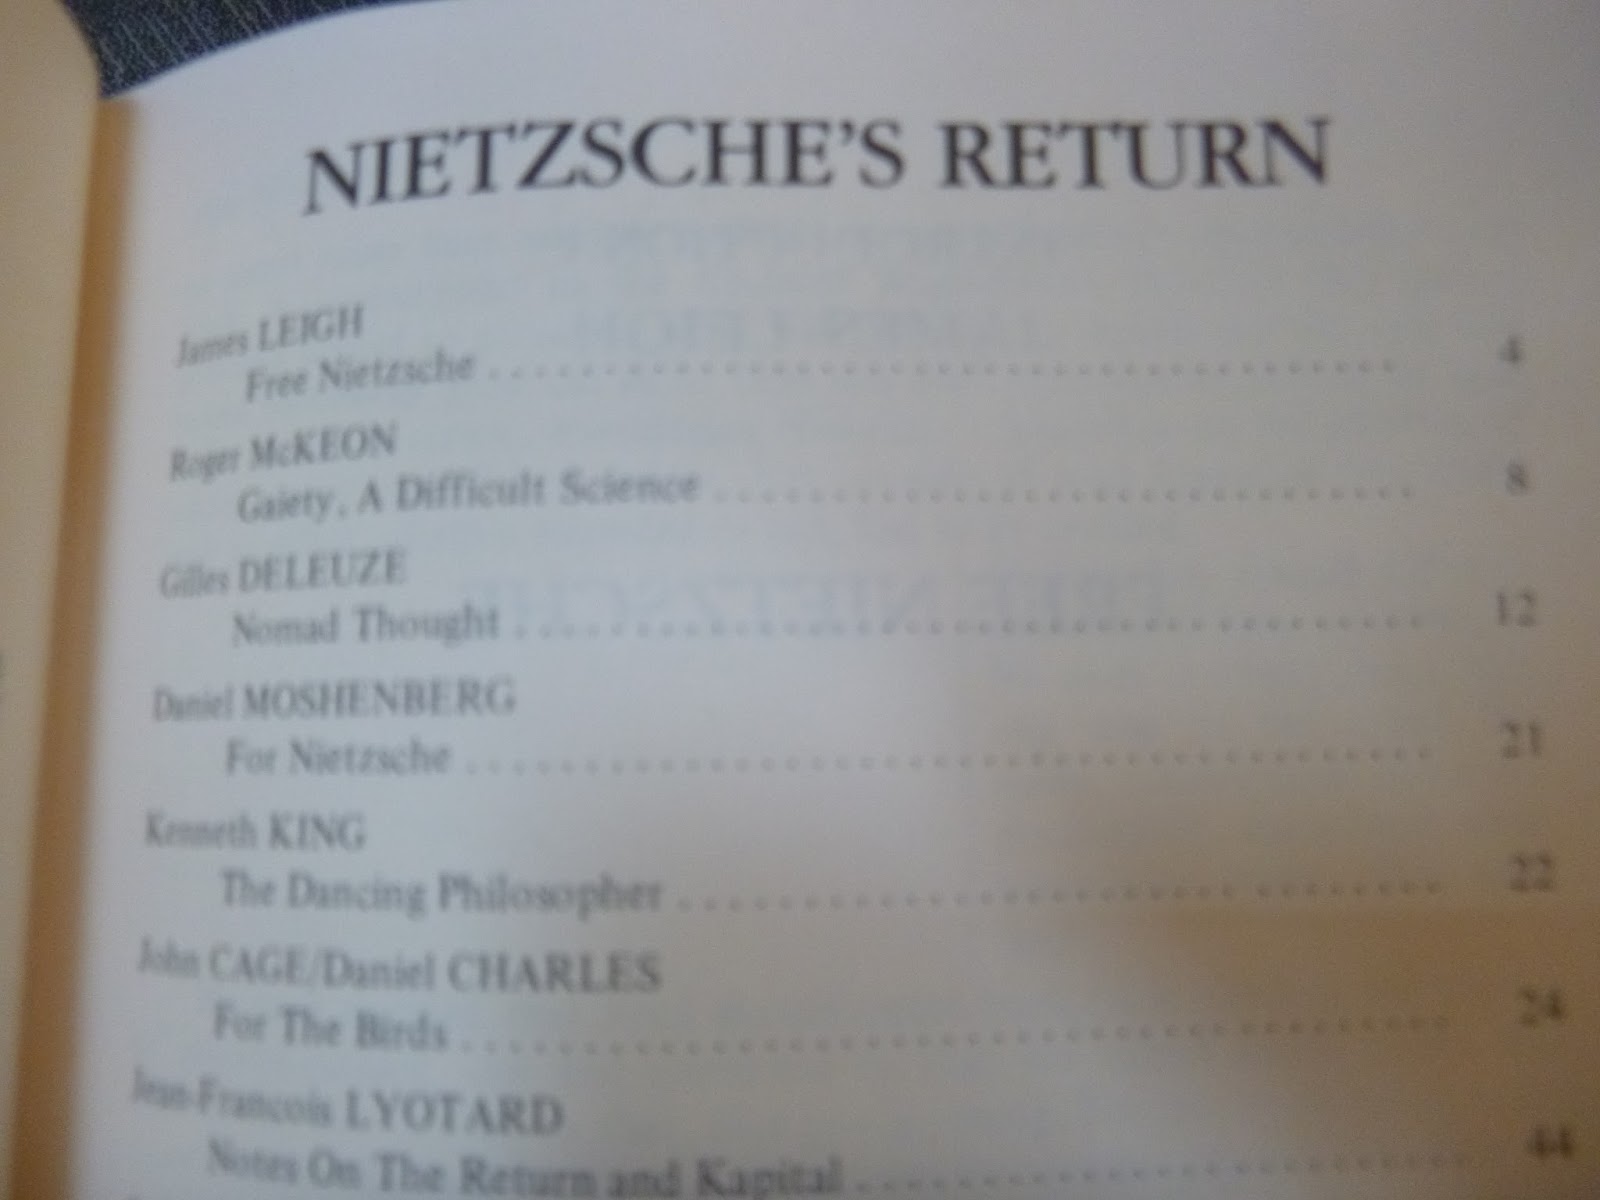 NIETZSCHE'S RETURN
James LEIGH
Free Nietzsche . . . . . . . . . . . . . . . . . . . . . . . . . . . . . . . . . . . . . . . 4
Roger McKEON
Gaiety, A Difficult Science . . . . . . . . . . . . . . . . . . . . . . . . . . . . . 8
Gilles DELEUZE
Nomad Thought . . . . . . . . . . . . . . . . . . . . . . . . . . . . . . . . . . . . . . 12
Daniel MOSHENBERG
For Nietzsche . . . . . . . . . . . . . . . . . . . . . . . . . . . . . . . . . . . . . . . . 21
Kenneth KING
The Dancing Philosopher . . . . . . . . . . . . . . . . . . . . . . . . . . . . . . . 22
John CAGE/Daniel CHARLES
For The Birds . . . . . . . . . . . . . . . . . . . . . . . . . . . . . . . . . . . . . . . . 24
Jean-Francois LYOTARD
Notes On The Return and Kapital . . . . . . . . . . . . . . . . . . . . . . . . . 44